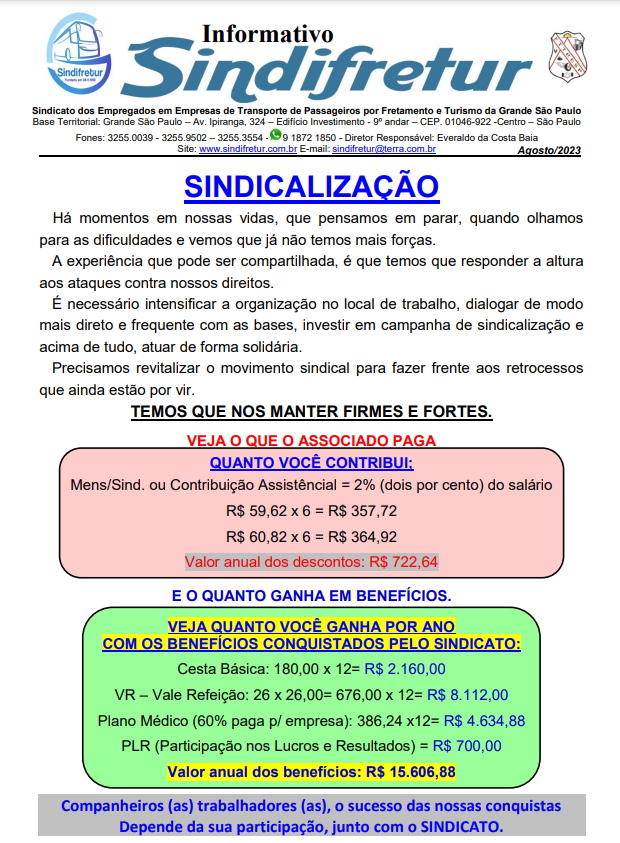 Informativo
Sindifretur
Sindifretur
Sindicato dos Empregados em Empresas de Transporte de Passageiros por Fretamento e Turismo da Grande São Paulo
Base Territorial: Grande São Paulo – Av. Ipiranga, 324 – Edifício Investimento - 9º andar – CEP. 01046-922 -Centro – São Paulo
Fones: 3255.0039 - 3255.9502 – 3255.3554 - 9 1872 1850 - Diretor Responsável: Everaldo da Costa Baia
Site: www.sindifretur.com.br E-mail: sindifretur@terra.com.br
Agosto/2023
SINDICALIZAÇÃO
Há momentos em nossas vidas, que pensamos em parar, quando olhamos
para as dificuldades e vemos que já não temos mais forças.
A experiência que pode ser compartilhada, é que temos que responder a altura
aos ataques contra nossos direitos.
É necessário intensificar a organização no local de trabalho, dialogar de modo
mais direto e frequente com as bases, investir em campanha de sindicalização e
acima de tudo, atuar de forma solidária.
Precisamos revitalizar o movimento sindical para fazer frente aos retrocessos
que ainda estão por vir.
TEMOS QUE NOS MANTER FIRMES E FORTES.
VEJA O QUE O ASSOCIADO PAGA
QUANTO VOCÊ CONTRIBUI:
Mens/Sind. ou Contribuição Assistêncial = 2% (dois por cento) do salário
R$ 59,62 x 6 = R$ 357,72
R$ 60,82 x 6 = R$ 364,92
Valor anual dos descontos: R$ 722,64
E O QUANTO GANHA EM BENEFÍCIOS.
VEJA QUANTO VOCÊ GANHA POR ANO
COM OS BENEFÍCIOS CONQUISTADOS PELO SINDICATO:
Cesta Básica: 180,00 x 12= R$ 2.160,00
VR – Vale Refeição: 26 x 26,00= 676,00 x 12= R$ 8.112,00
Plano Médico (60% paga p/ empresa): 386,24 x12= R$ 4.634,88
PLR (Participação nos Lucros e Resultados) = R$ 700,00
Valor anual dos benefícios: R$ 15.606,88
Companheiros (as) trabalhadores (as), o sucesso das nossas conquistas
Depende da sua participação, junto com o SINDICATO.